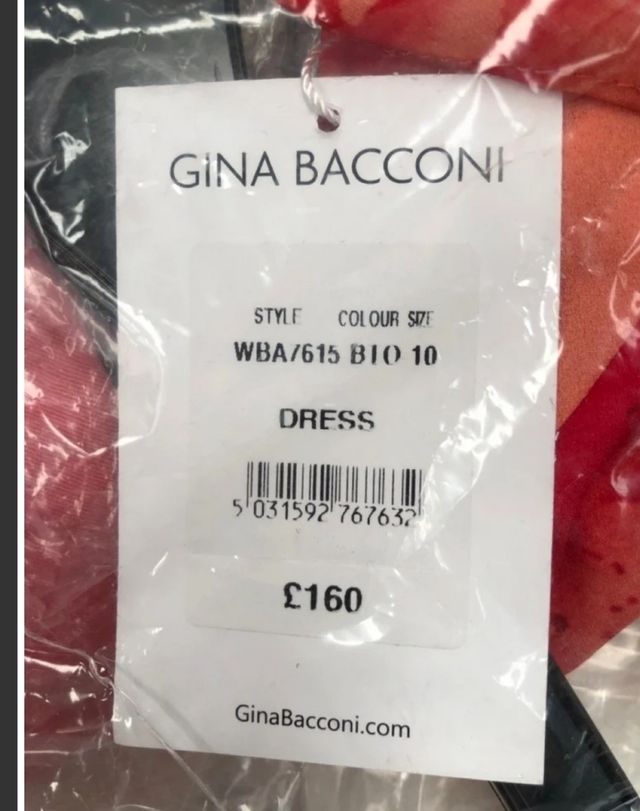 GINA BACCONI
STYLE COLOUR SIZE
WBA7615 BIO 10
DRESS
5 031592 767632
£160
GinaBacconi.com